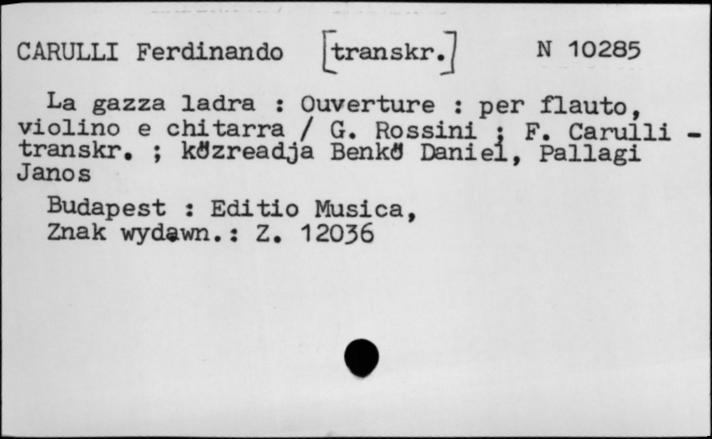 CARULLI Ferdinando [transkr.] N 10285
La gazza ladra : Ouverture : per flauto,
violino e chitarra / G. Rossini ; F. Carulli -
transkr. ; közreadja Benkő Daniel, Pallagi
Janos
Budapest : Editio Musica,
Znak wydawn.: Z. 12036